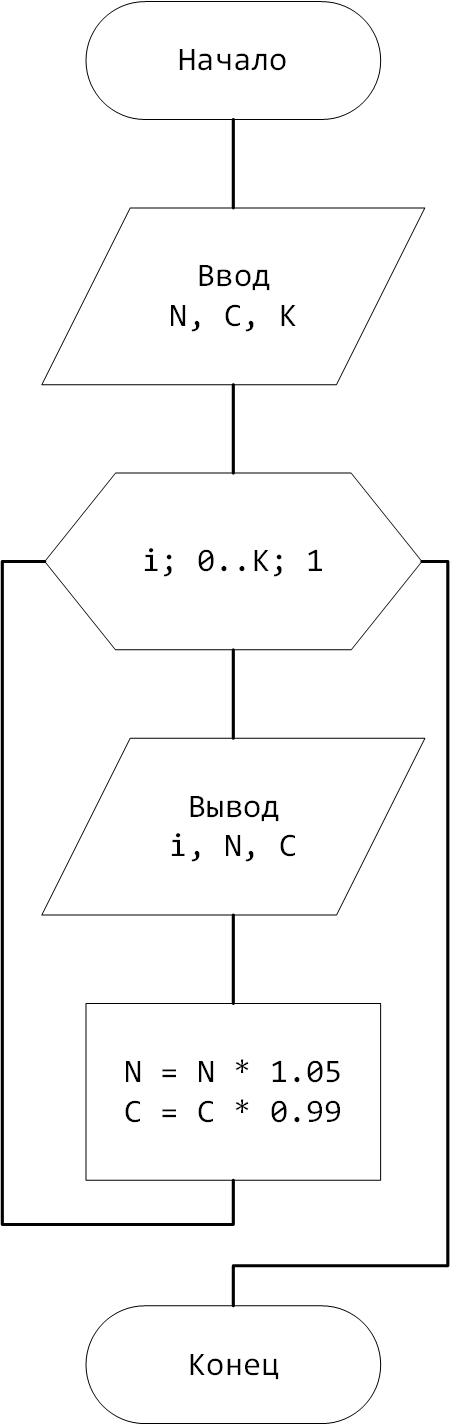 Начало
Ввод
N, C, K
i; 0..K; 1
Вывод
i, N, C
N = N * 1.05
C = C * 0.99
Конец